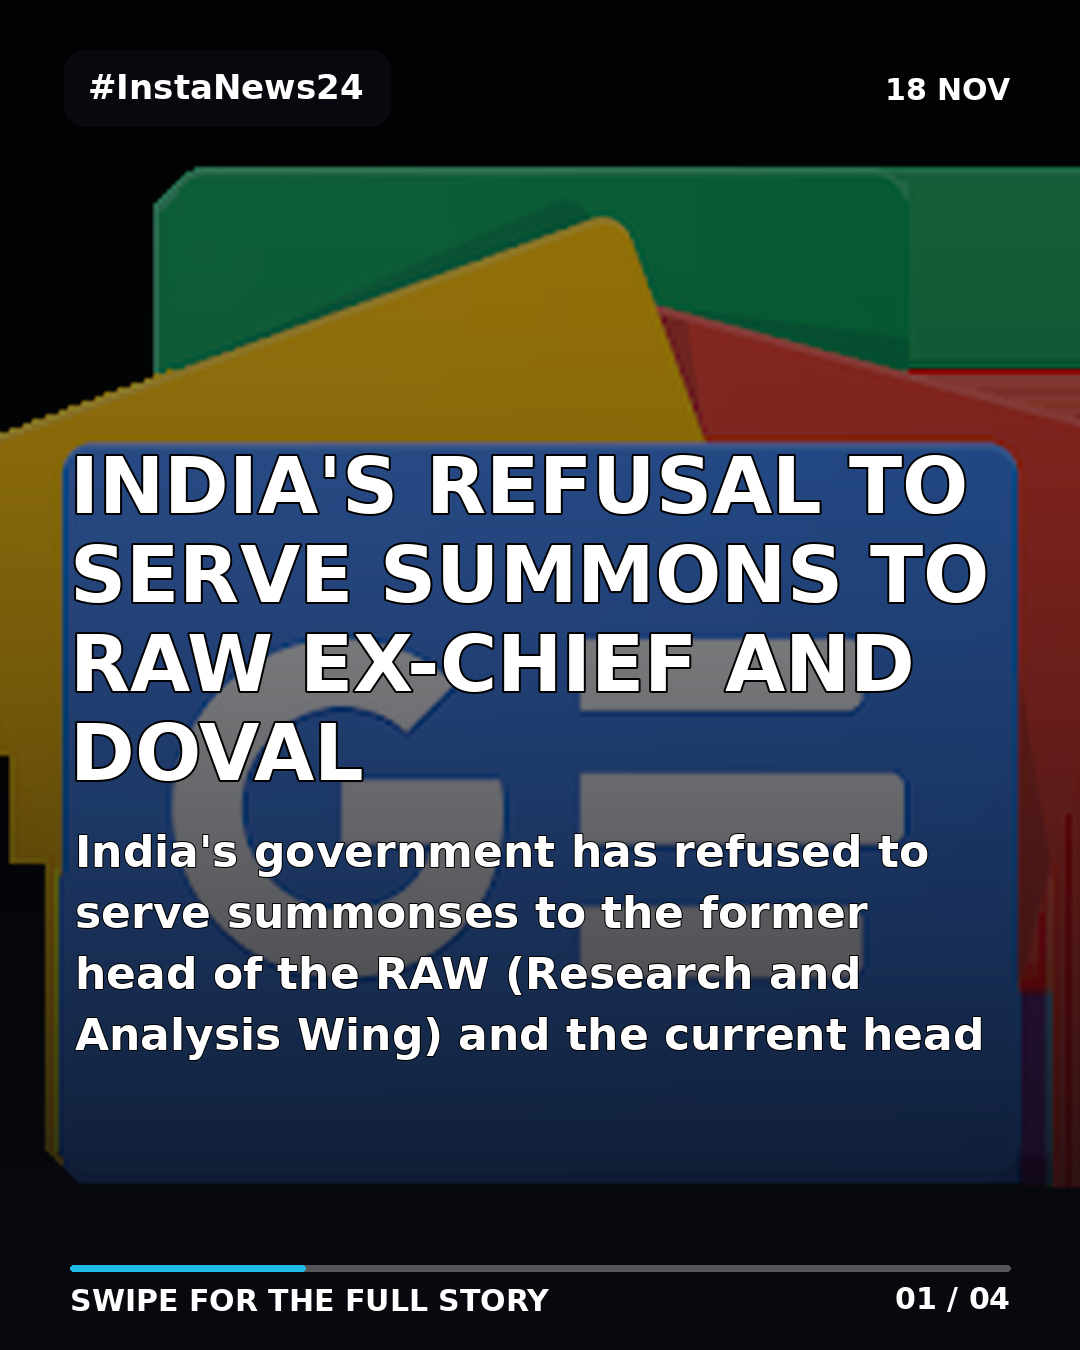 #InstaNews24
18 NOV
INDIA'S REFUSAL TO
SERVE SUMMONS TO
RAW EX-CHIEF AND
DOVAL
India's government has refused to
serve summonses to the former
head of the RAW (Research and
Analysis Wing) and the current head
SWIPE FOR THE FULL STORY
01 / 04